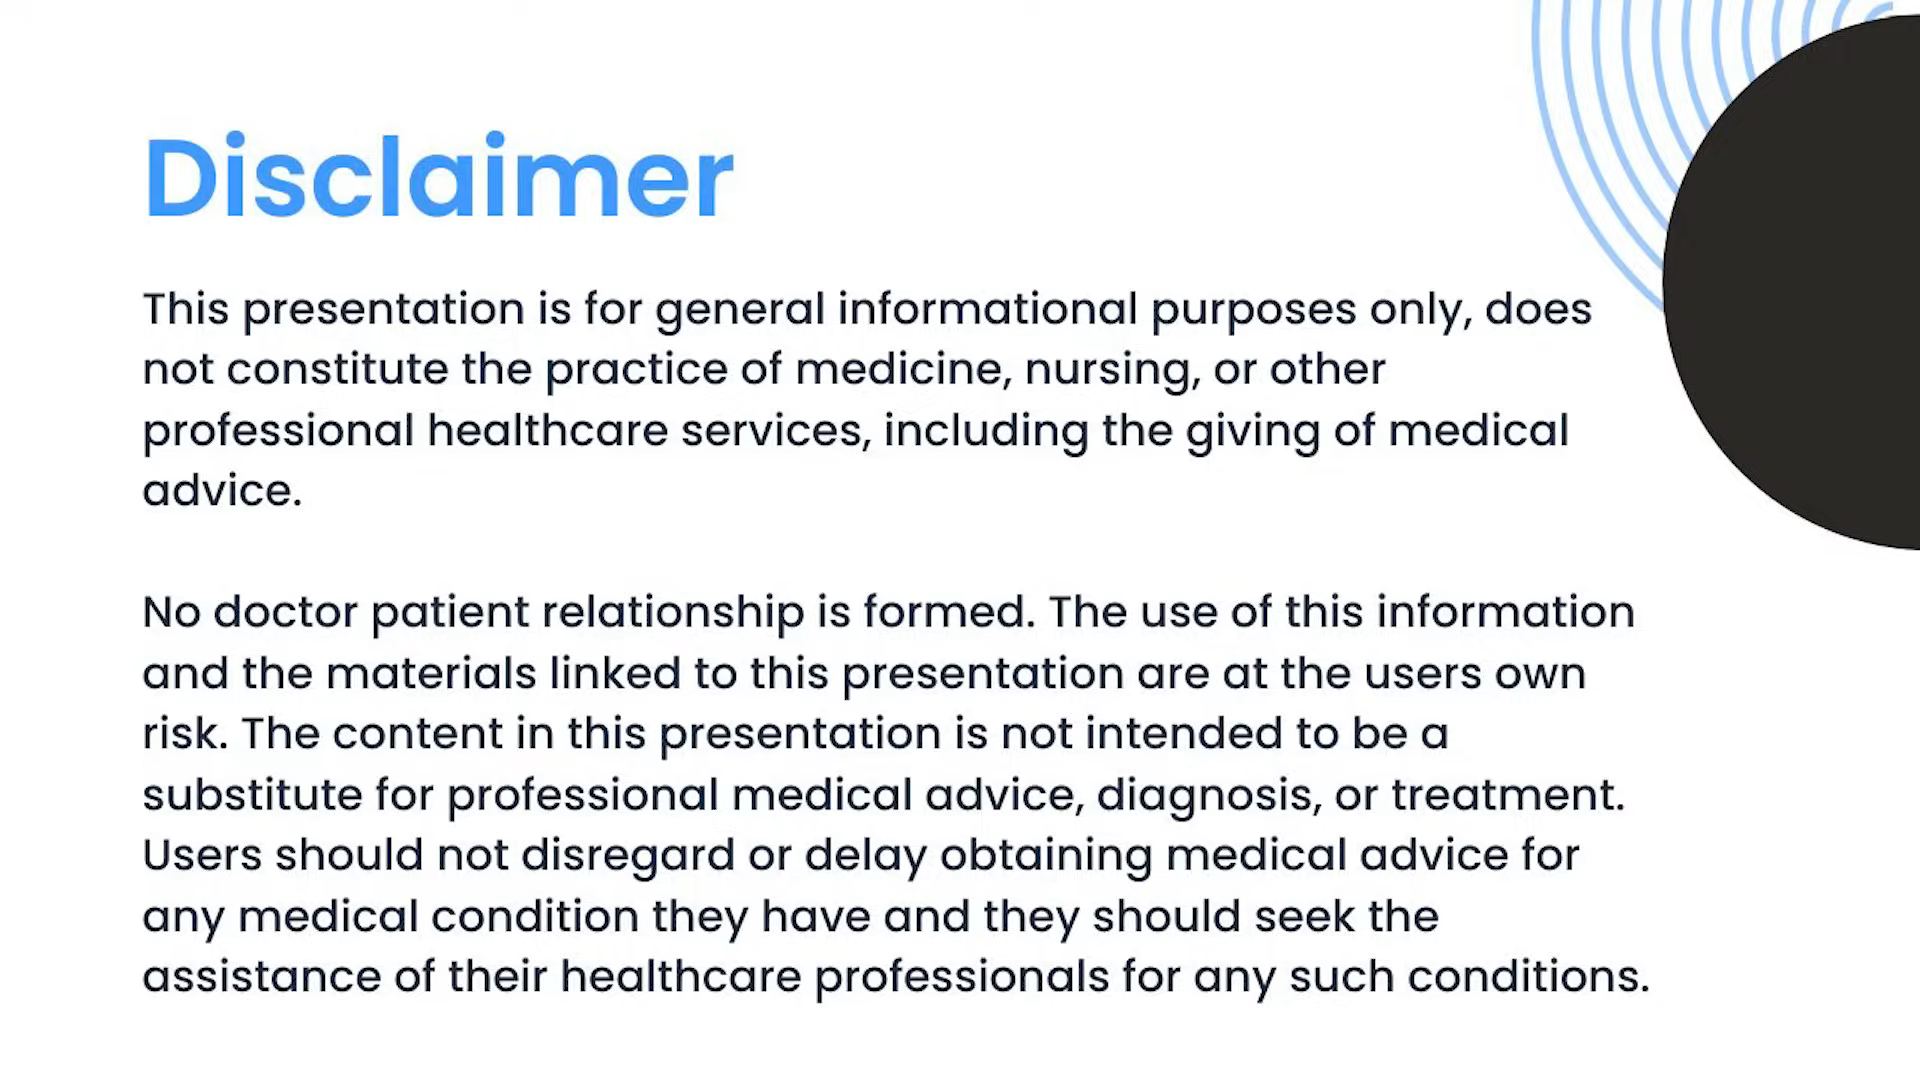 Disclaimer
This presentation is for general informational purposes only, does
not constitute the practice of medicine, nursing, or other
professional healthcare services, including the giving of medical
advice.
No doctor patient relationship is formed. The use of this information
and the materials linked to this presentation are at the users own
risk. The content in this presentation is not intended to be a
substitute for professional medical advice, diagnosis, or treatment.
Users should not disregard or delay obtaining medical advice for
any medical condition they have and they should seek the
assistance of their healthcare professionals for any such conditions.